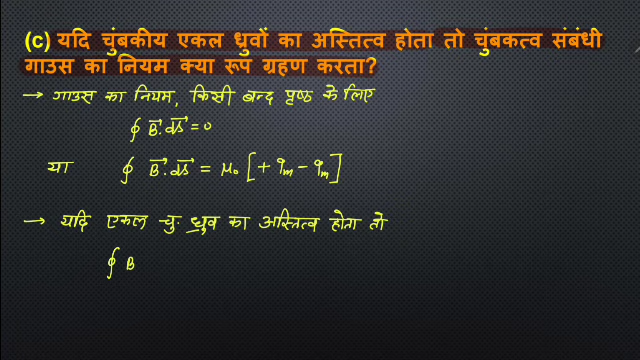 (c) यदि चुंबकीय एकल ध्रुवों का अस्तित्व होता तो चुंबकत्व संबंधी
गाउस का नियम क्या रूप ग्रहण करता?
→ गाउस का नियम, किसी बन्द पृष्ठ के लिए
∮ B⃗.ds⃗ = 0
या ∮ B⃗.ds⃗ = μ₀ [+qₘ - qₘ]
→ यदि एकल चु. ध्रुव का अस्तित्व होता तो
∮ B